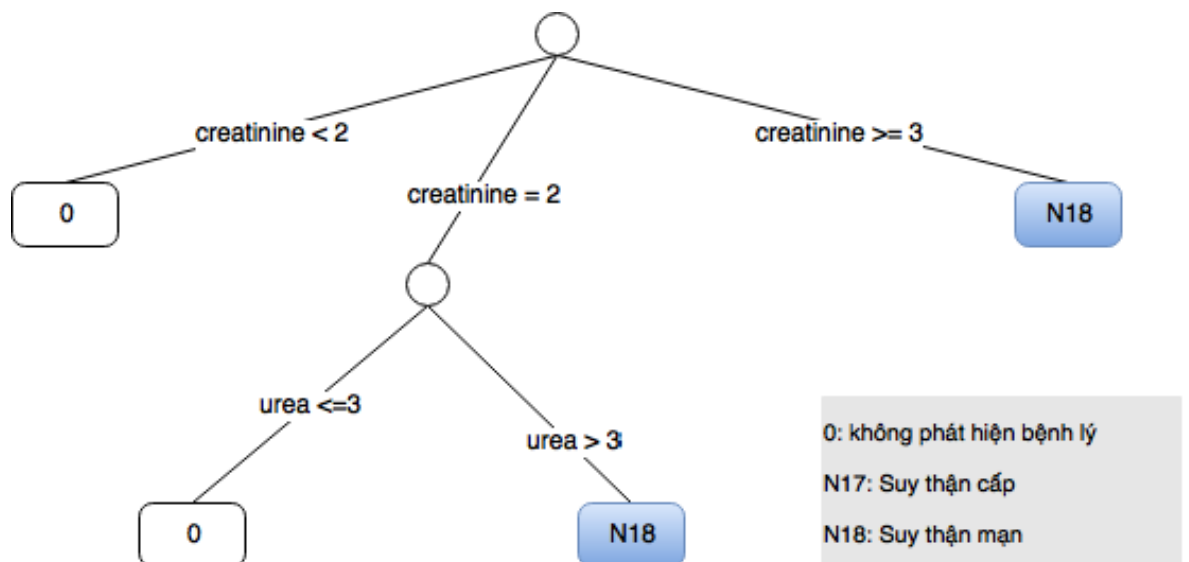 creatinine < 2
creatinine >= 3
creatinine = 2
0
N18
urea <=3
urea > 3
0
N18
0: không phát hiện bệnh lý
N17: Suy thận cấp
N18: Suy thận mạn